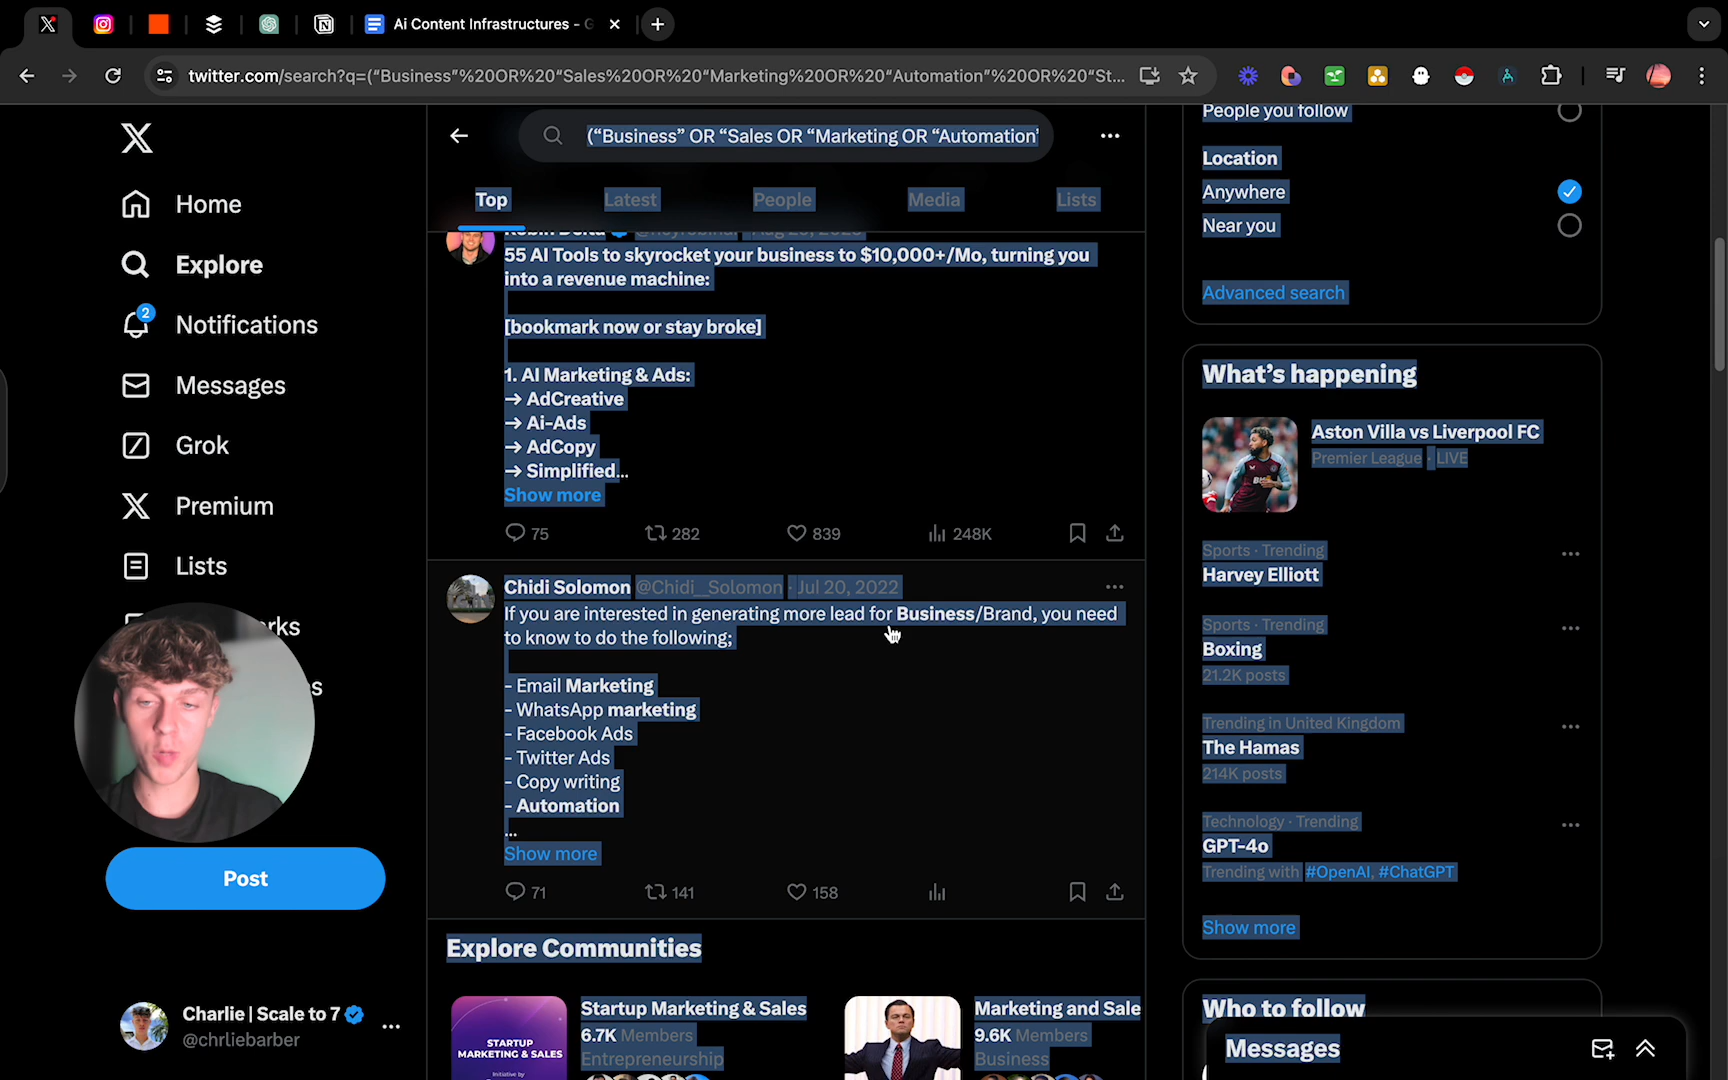 Ai Content Infrastructures - G
twitter.com/search?q=(“Business”%20OR%20“Sales%20OR%20“Marketing%20OR%20“Automation”%20OR%20“St...
Home
Explore
2
Notifications
Messages
Grok
Premium
Lists
Post
Charlie | Scale to 7
@chrliebarber
(“Business” OR “Sales OR “Marketing OR “Automation”
Top
Latest
People
Media
Lists
55 AI Tools to skyrocket your business to $10,000+/Mo, turning you
into a revenue machine:
[bookmark now or stay broke]
1. AI Marketing & Ads:
→ AdCreative
→ Ai-Ads
→ AdCopy
→ Simplified...
Show more
75
282
839
248K
Chidi Solomon @Chidi__Solomon · Jul 20, 2022
If you are interested in generating more lead for Business/Brand, you need
to know to do the following;
- Email Marketing
- WhatsApp marketing
- Facebook Ads
- Twitter Ads
- Copy writing
- Automation
...
Show more
71
141
158
Explore Communities
STARTUP
MARKETING & SALES
Initiative by
Startup Marketing & Sales
6.7K Members
Entrepreneurship
Marketing and Sale
9.6K Members
Business
People you follow
Location
Anywhere
Near you
Advanced search
What’s happening
Aston Villa vs Liverpool FC
Premier League · LIVE
Sports · Trending
Harvey Elliott
Sports · Trending
Boxing
21.2K posts
Trending in United Kingdom
The Hamas
214K posts
Technology · Trending
GPT-4o
Trending with #OpenAI, #ChatGPT
Show more
Who to follow
Messages